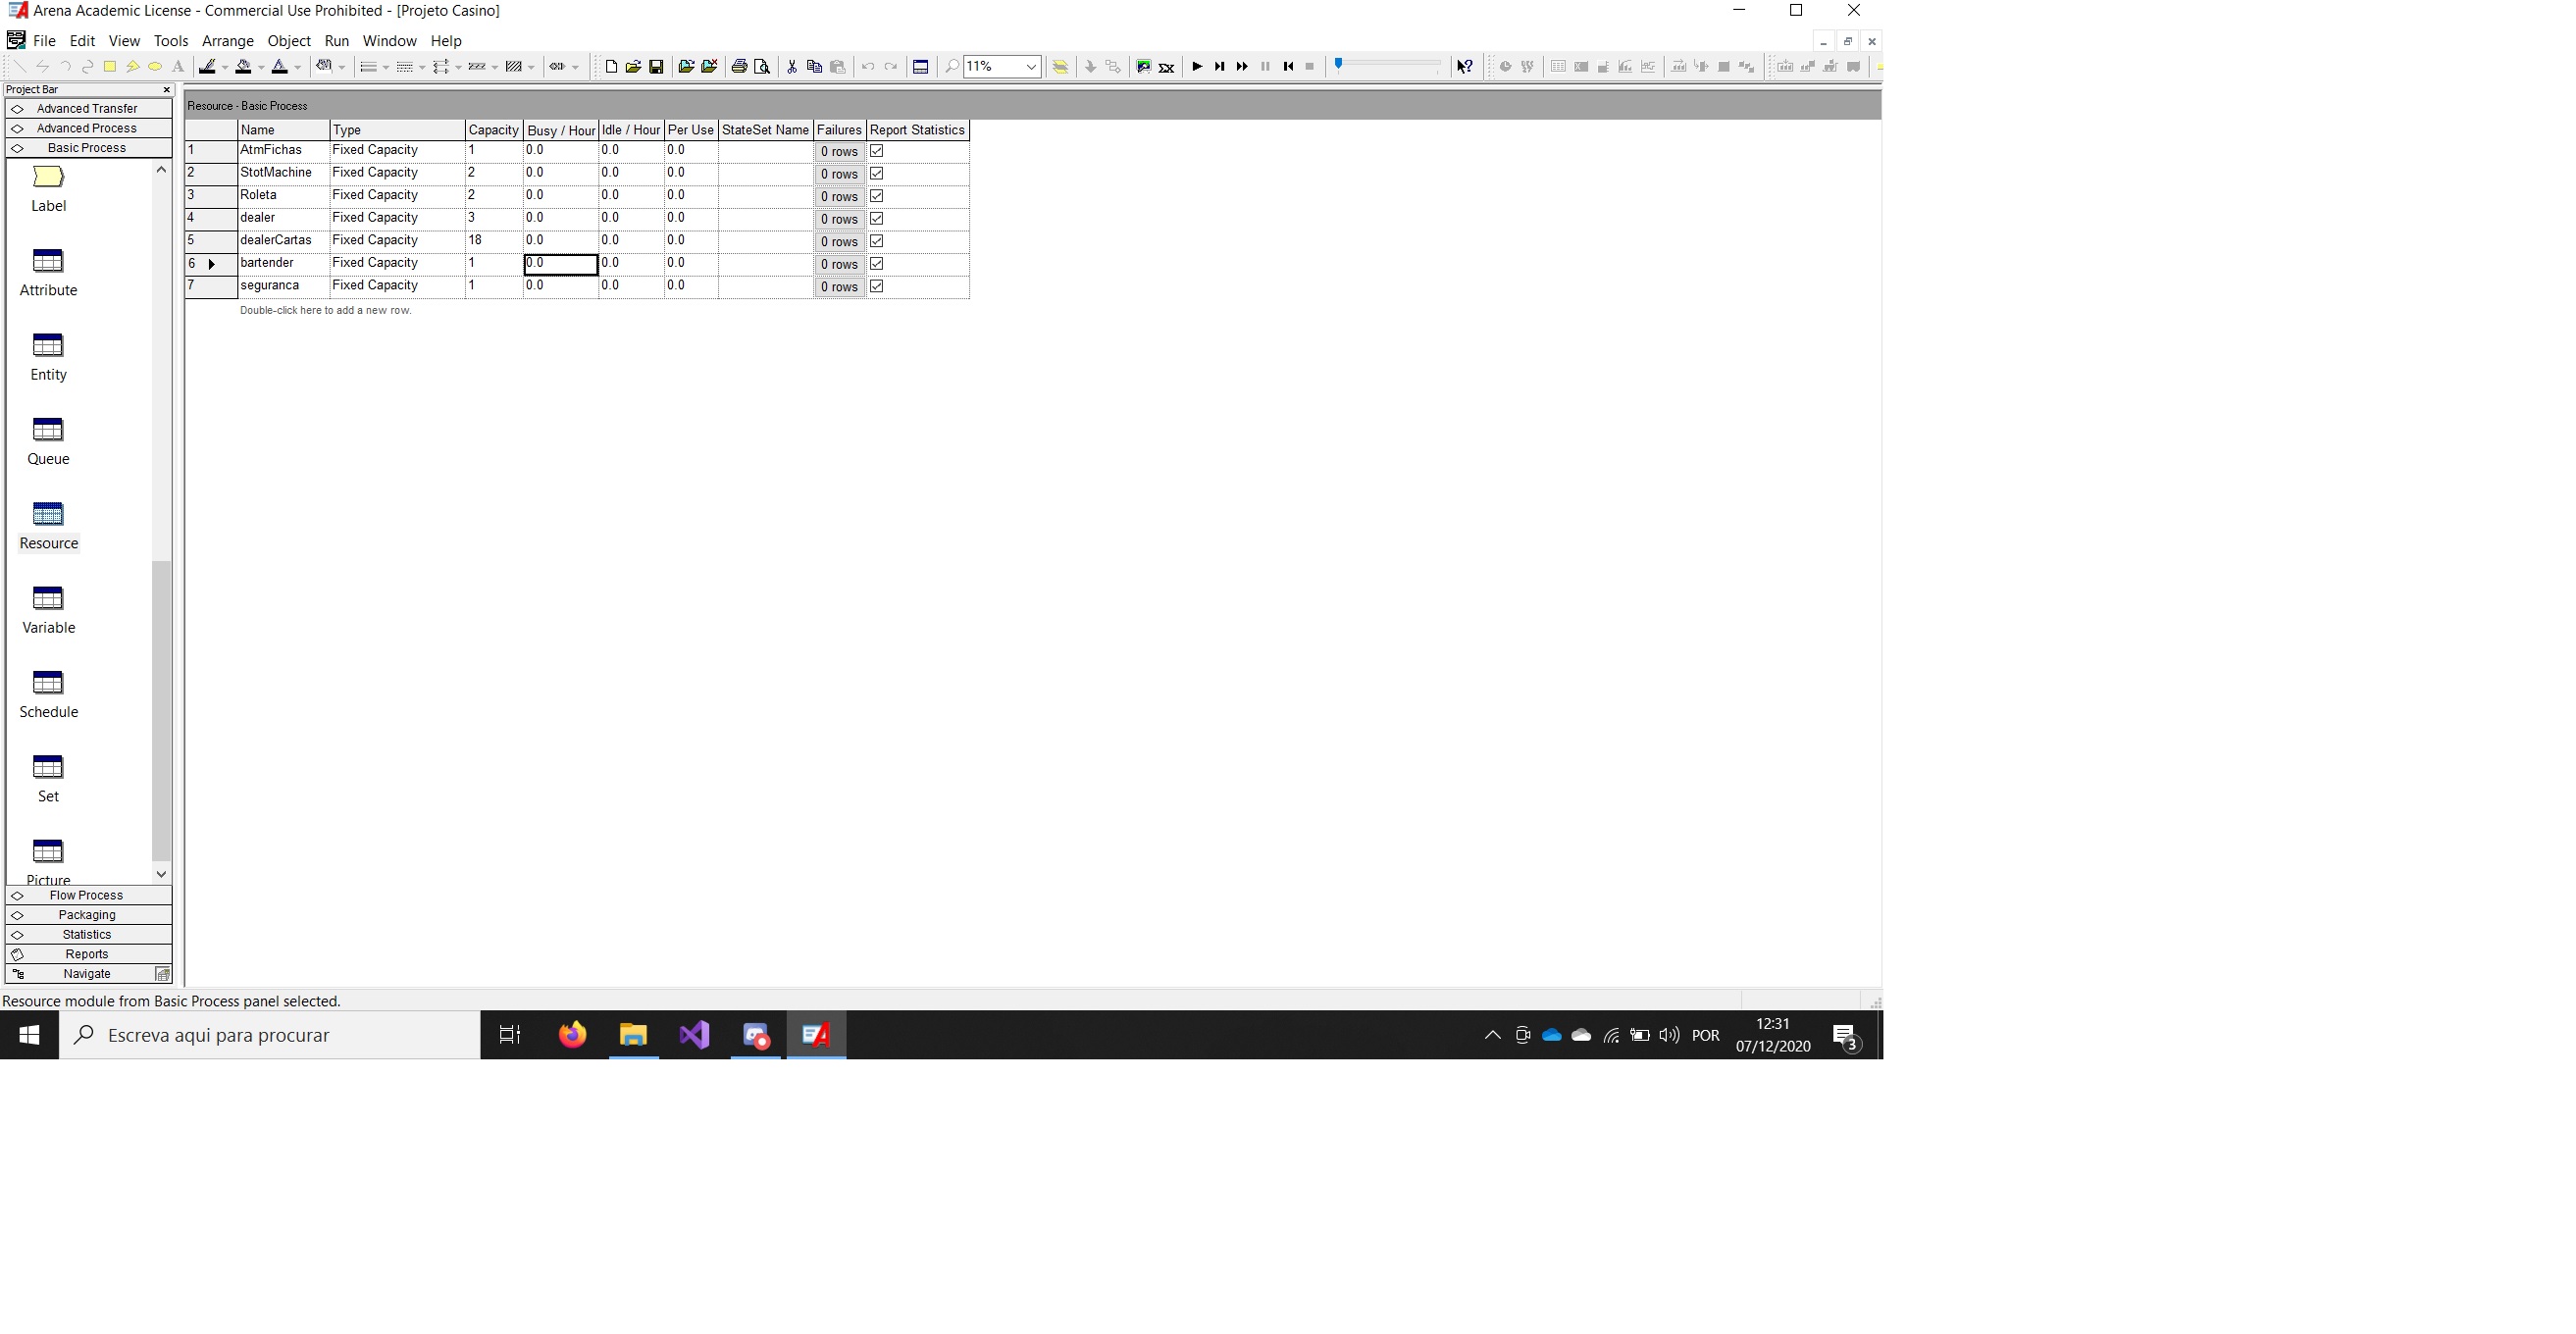 Arena Academic License - Commercial Use Prohibited - [Projeto Casino]
File Edit View Tools Arrange Object Run Window Help
11%
Project Bar
Advanced Transfer
Advanced Process
Basic Process
Label
Attribute
Entity
Queue
Resource
Variable
Schedule
Set
Picture
Flow Process
Packaging
Statistics
Reports
Navigate
Resource - Basic Process
Name Type Capacity Busy / Hour Idle / Hour Per Use StateSet Name Failures Report Statistics
1 AtmFichas Fixed Capacity 1 0.0 0.0 0.0 0 rows
2 StotMachine Fixed Capacity 2 0.0 0.0 0.0 0 rows
3 Roleta Fixed Capacity 2 0.0 0.0 0.0 0 rows
4 dealer Fixed Capacity 3 0.0 0.0 0.0 0 rows
5 dealerCartas Fixed Capacity 18 0.0 0.0 0.0 0 rows
6 bartender Fixed Capacity 1 0.0 0.0 0.0 0 rows
7 seguranca Fixed Capacity 1 0.0 0.0 0.0 0 rows
Double-click here to add a new row.
Resource module from Basic Process panel selected.
Escreva aqui para procurar
POR
12:31
07/12/2020
3